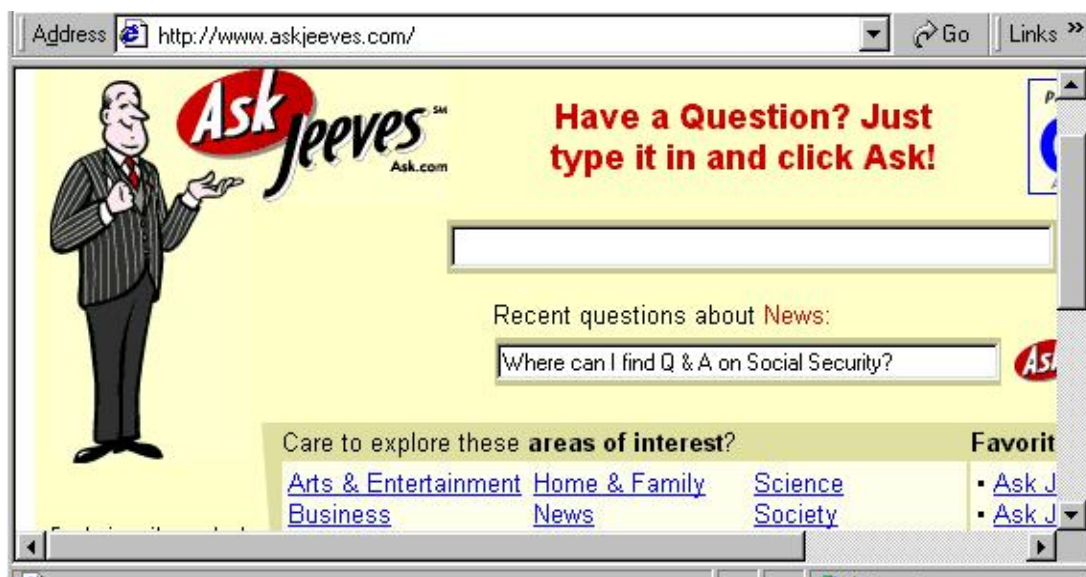 Address http://www.askjeeves.com/ Go Links »
Ask Jeeves SM
Ask.com
Have a Question? Just
type it in and click Ask!
Recent questions about News:
Where can I find Q & A on Social Security?
Ask
Care to explore these areas of interest?
Favorit
Arts & Entertainment Home & Family Science
▪ Ask J
Business News Society
▪ Ask J